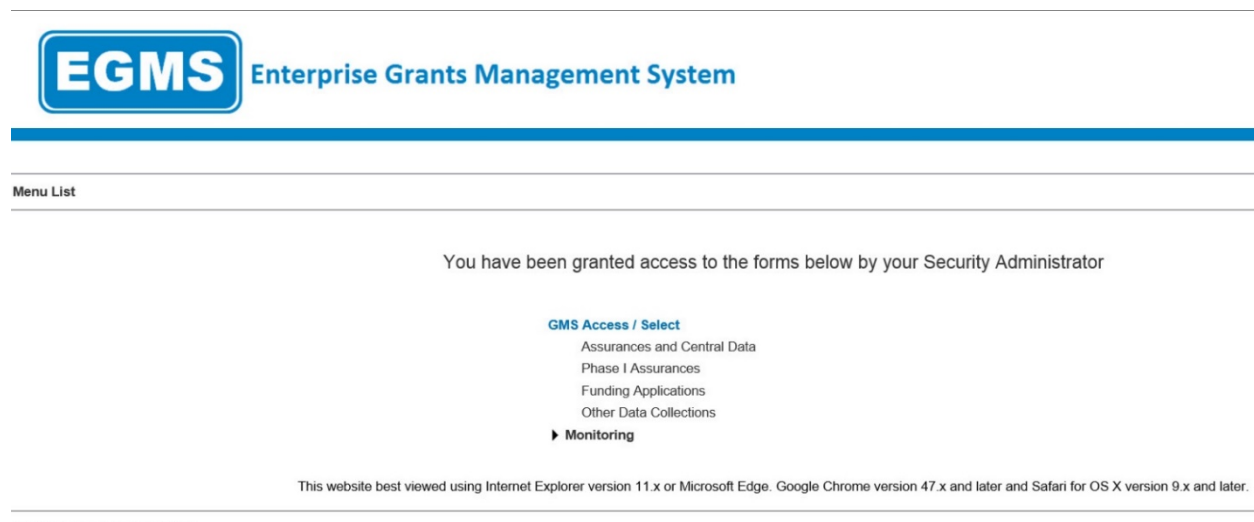 EGMS Enterprise Grants Management System
Menu List
You have been granted access to the forms below by your Security Administrator
GMS Access / Select
Assurances and Central Data
Phase I Assurances
Funding Applications
Other Data Collections
Monitoring
This website best viewed using Internet Explorer version 11.x or Microsoft Edge. Google Chrome version 47.x and later and Safari for OS X version 9.x and later.